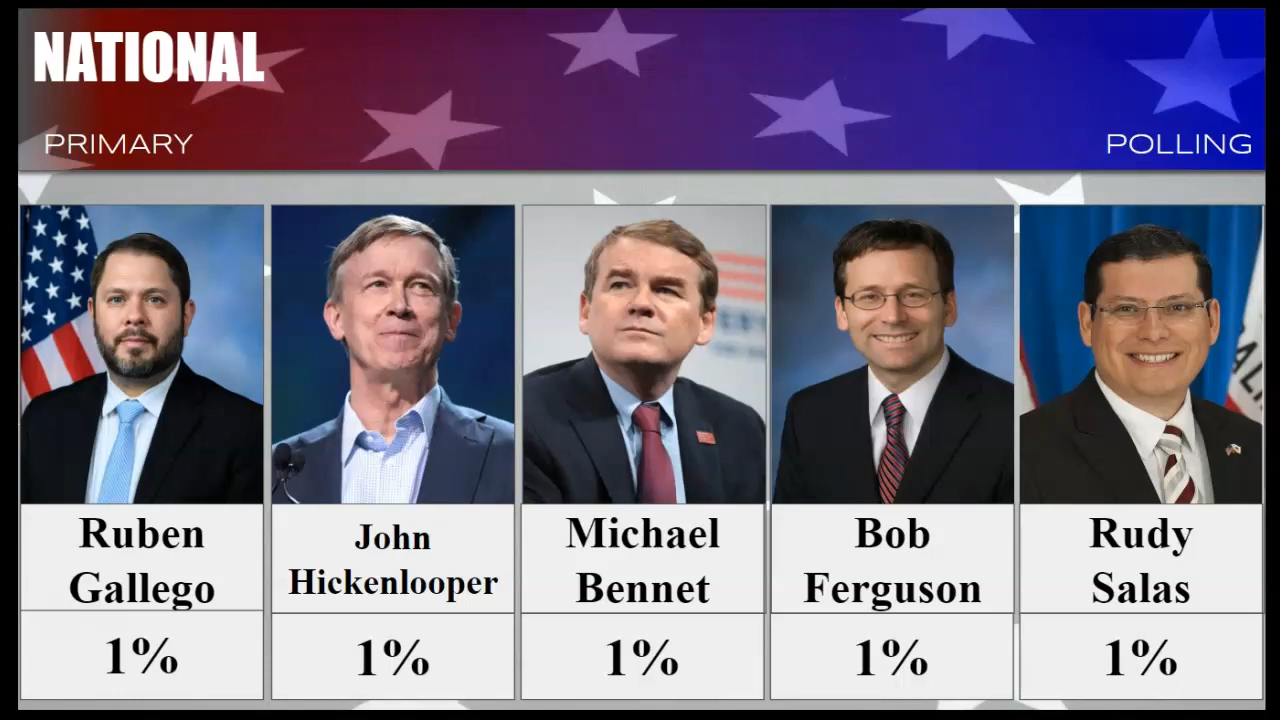 NATIONAL
PRIMARY
POLLING
Ruben
Gallego
1%
John
Hickenlooper
1%
Michael
Bennet
1%
Bob
Ferguson
1%
Rudy
Salas
1%